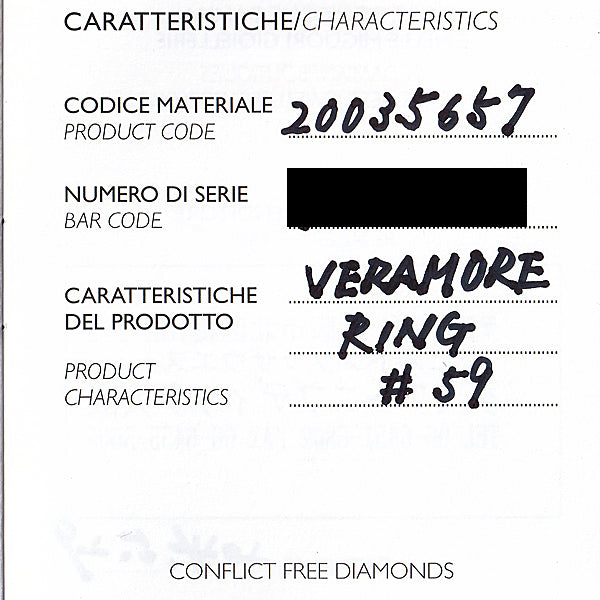 CARATTERISTICHE/CHARACTERISTICS
CODICE MATERIALE 20035657
PRODUCT CODE
NUMERO DI SERIE
BAR CODE
VERAMORE
CARATTERISTICHE
DEL PRODOTTO RING
PRODUCT
CHARACTERISTICS # 59
CONFLICT FREE DIAMONDS